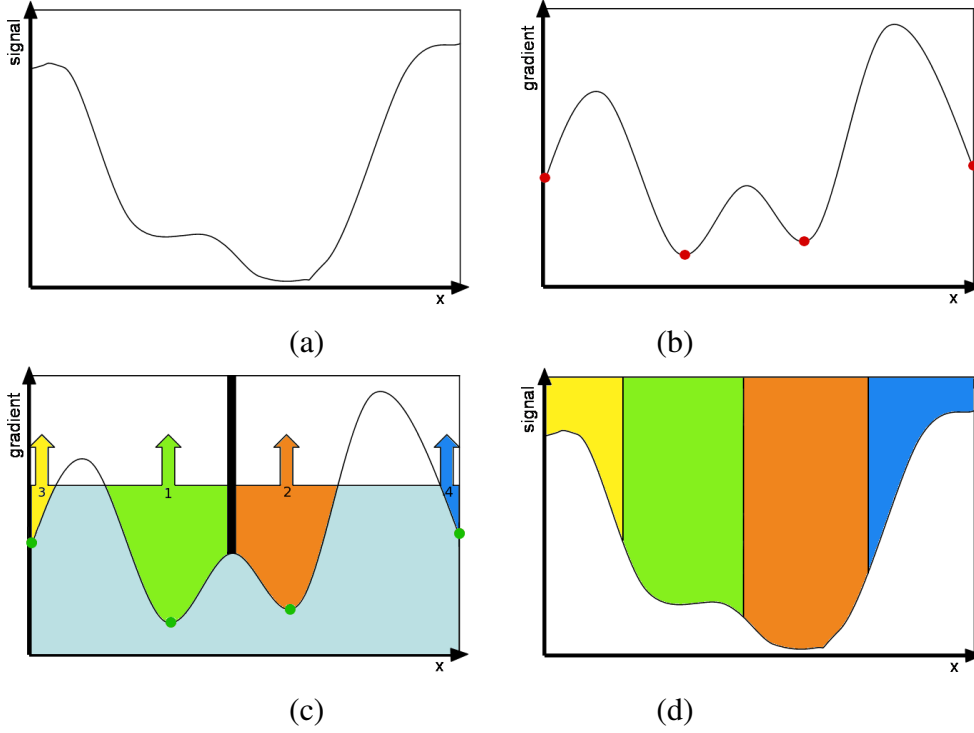 signal
x
(a)
gradient
x
(b)
gradient
3
1
2
4
x
(c)
signal
x
(d)